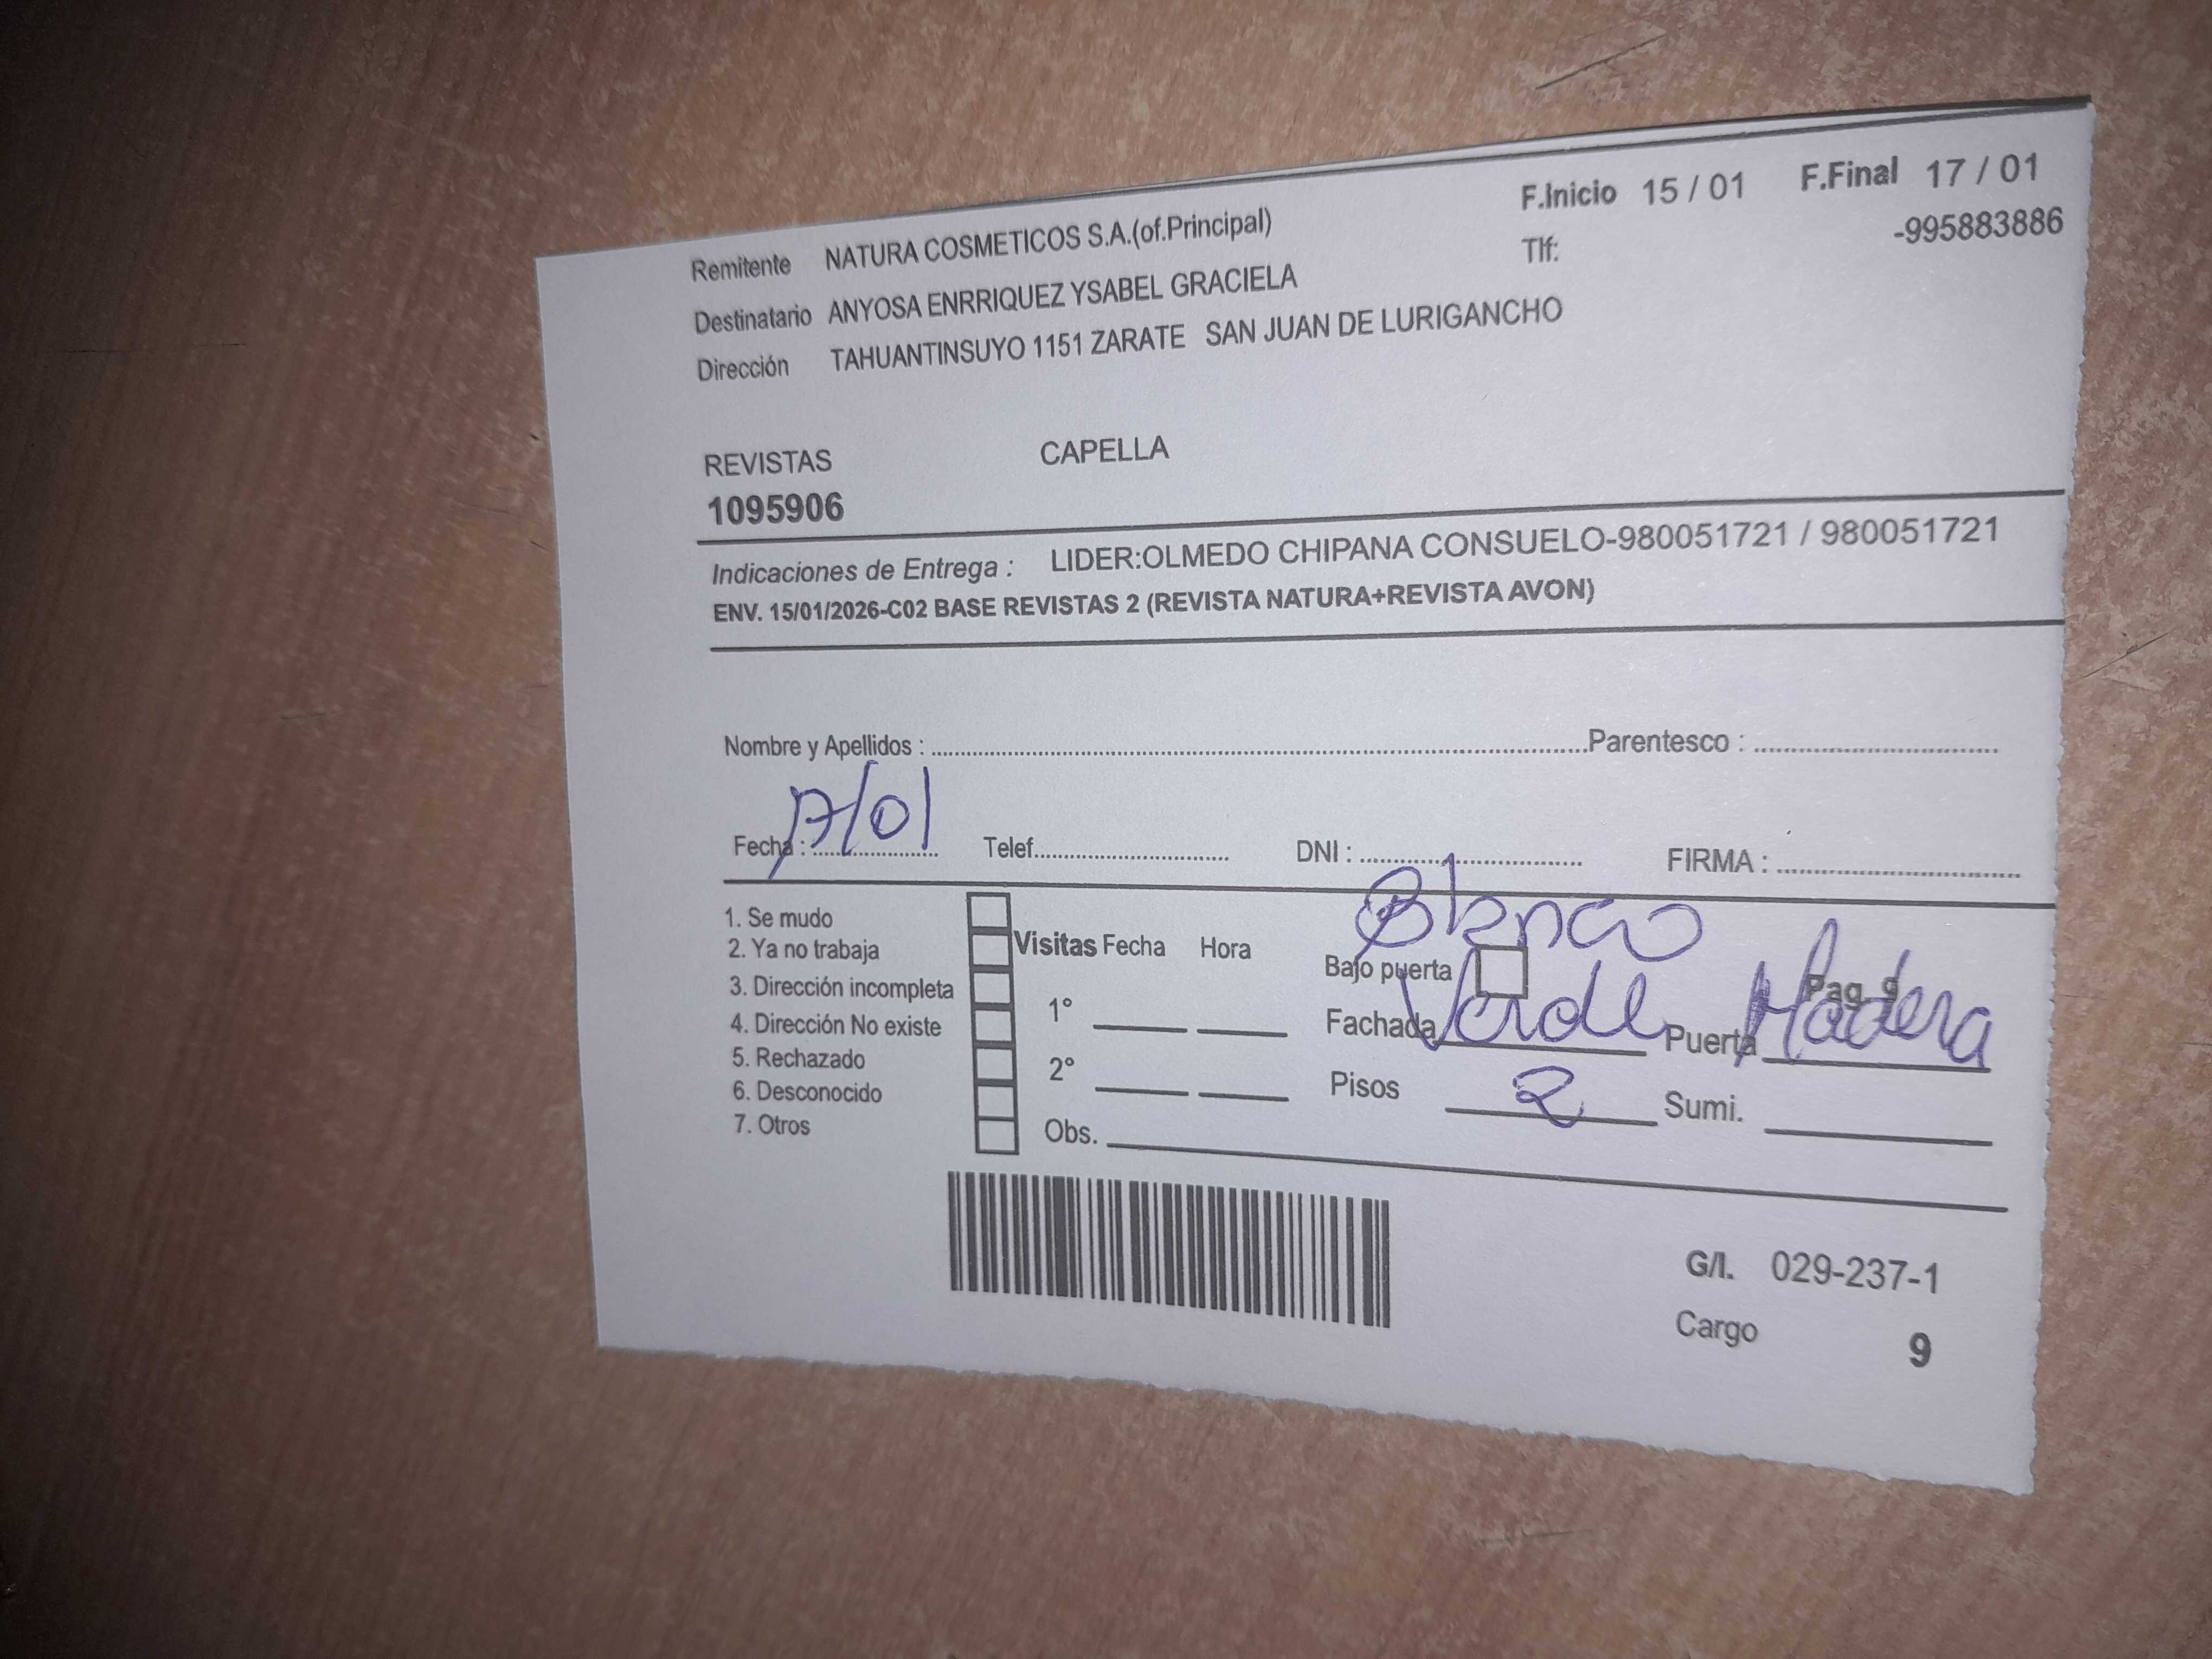 F.Inicio 15 / 01 F.Final 17 / 01
Remitente NATURA COSMETICOS S.A.(of.Principal) Tlf: -995883886
Destinatario ANYOSA ENRRIQUEZ YSABEL GRACIELA
Dirección TAHUANTINSUYO 1151 ZARATE SAN JUAN DE LURIGANCHO
REVISTAS CAPELLA
1095906
Indicaciones de Entrega : LIDER:OLMEDO CHIPANA CONSUELO-980051721 / 980051721
ENV. 15/01/2026-C02 BASE REVISTAS 2 (REVISTA NATURA+REVISTA AVON)
Nombre y Apellidos : Parentesco :
Fecha : 17/01 Telef. DNI : FIRMA :
1. Se mudo
2. Ya no trabaja
3. Dirección incompleta
4. Dirección No existe
5. Rechazado
6. Desconocido
7. Otros
Visitas Fecha Hora
1°
2°
Obs.
Blanco
Bajo puerta Pag. 9
Fachada Verde Puerta Madera
Pisos 2 Sumi.
G/I. 029-237-1
Cargo 9